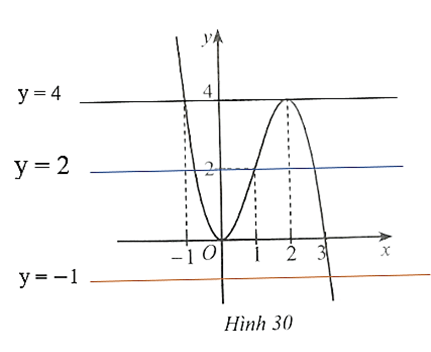 y
y = 4
4
y = 2
2
−1 O 1 2 3 x
y = −1
Hình 30